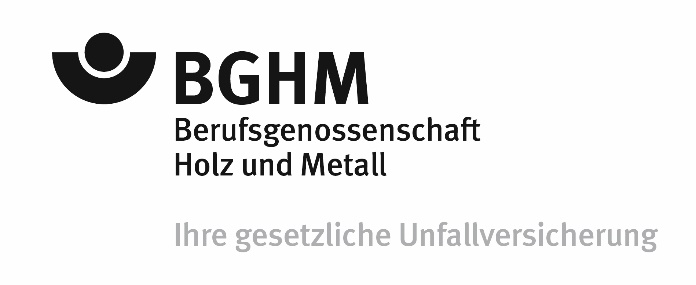 BGHM
Berufsgenossenschaft
Holz und Metall
Ihre gesetzliche Unfallversicherung